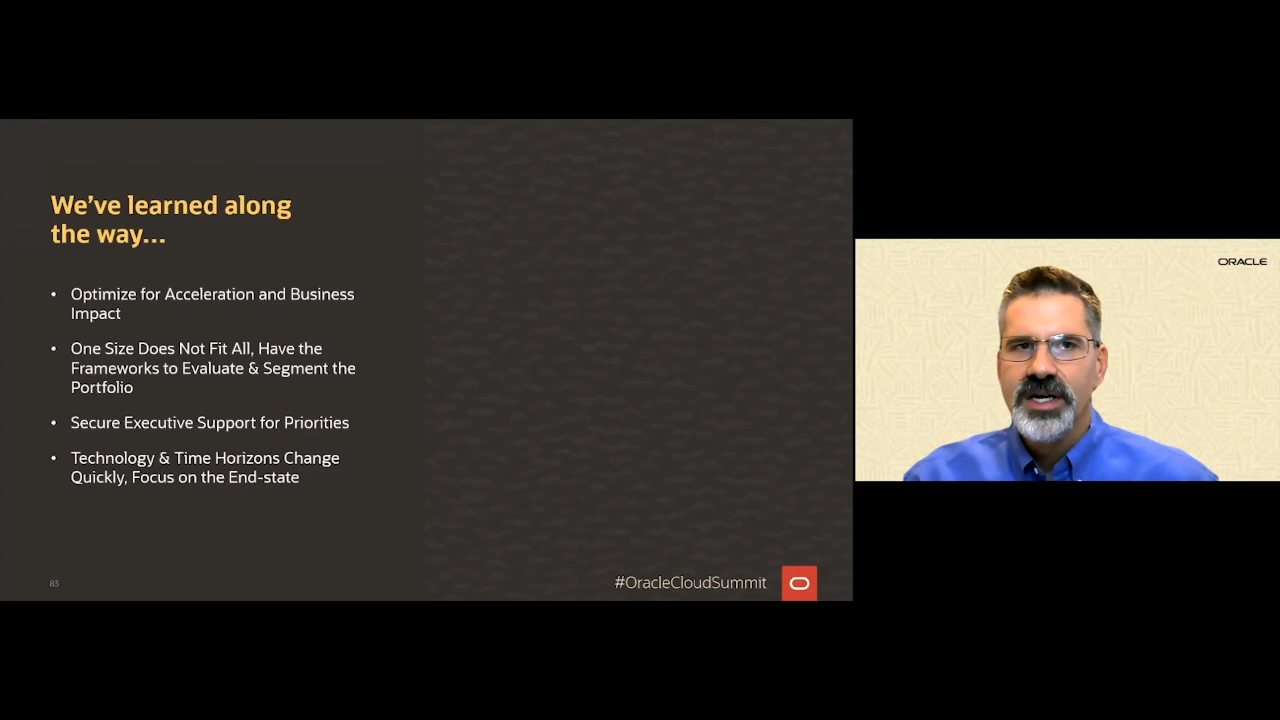 We've learned along
the way...
• Optimize for Acceleration and Business
Impact
• One Size Does Not Fit All, Have the
Frameworks to Evaluate & Segment the
Portfolio
• Secure Executive Support for Priorities
• Technology & Time Horizons Change
Quickly, Focus on the End-state
83
#OracleCloudSummit
ORACLE